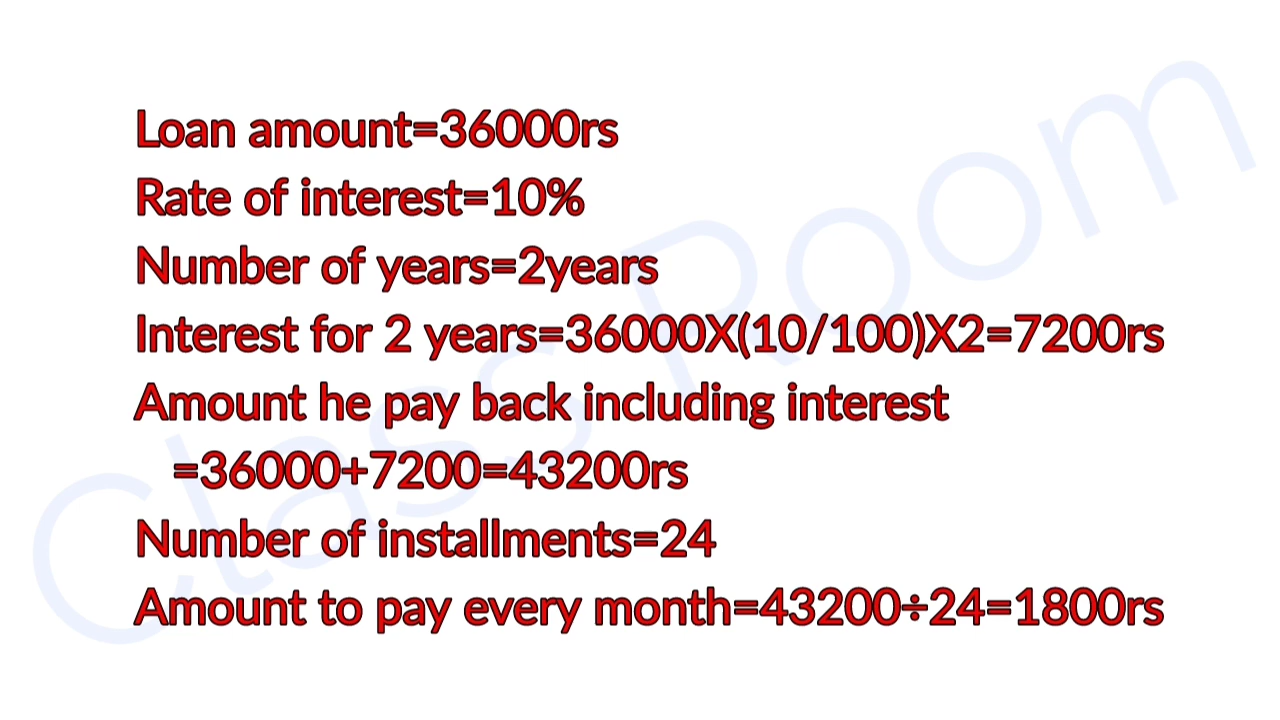 Loan amount=36000rs
Rate of interest=10%
Number of years=2years
Interest for 2 years=36000X(10/100)X2=7200rs
Amount he pay back including interest
=36000+7200=43200rs
Number of installments=24
Amount to pay every month=43200÷24=1800rs
Class Room